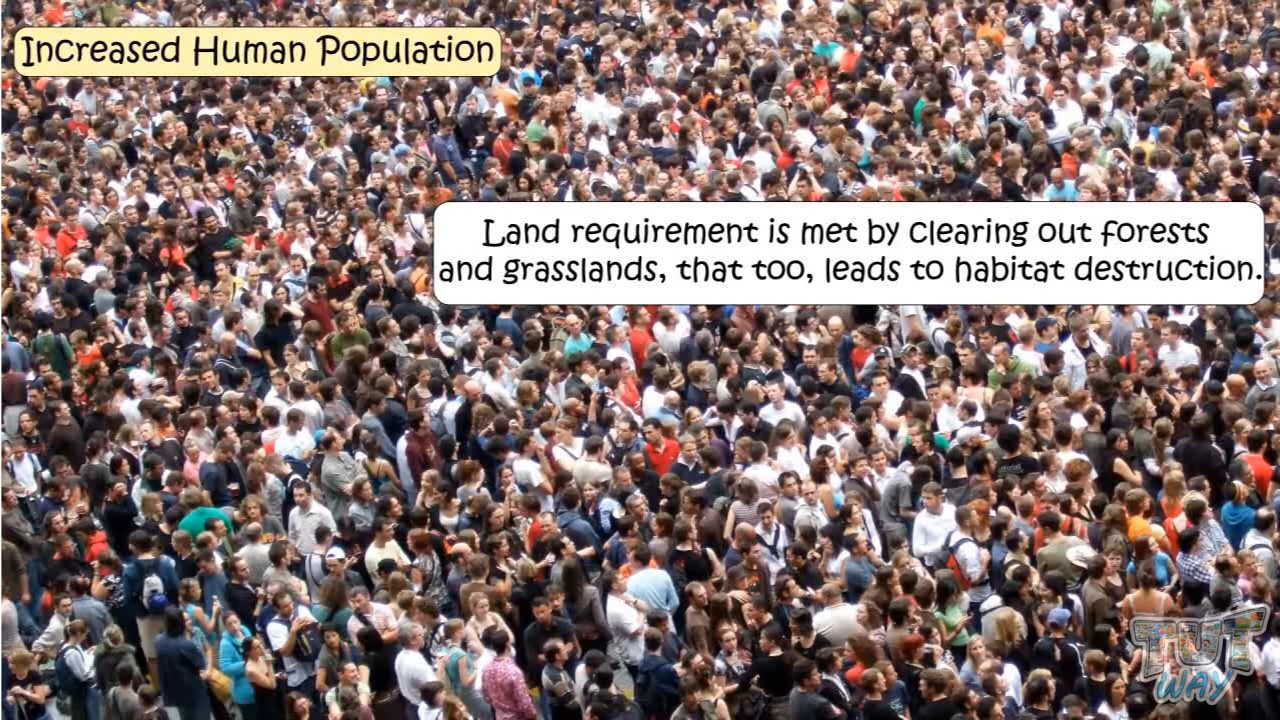 Increased Human Population
Land requirement is met by clearing out forests
and grasslands, that too, leads to habitat destruction.
TUT
WAY